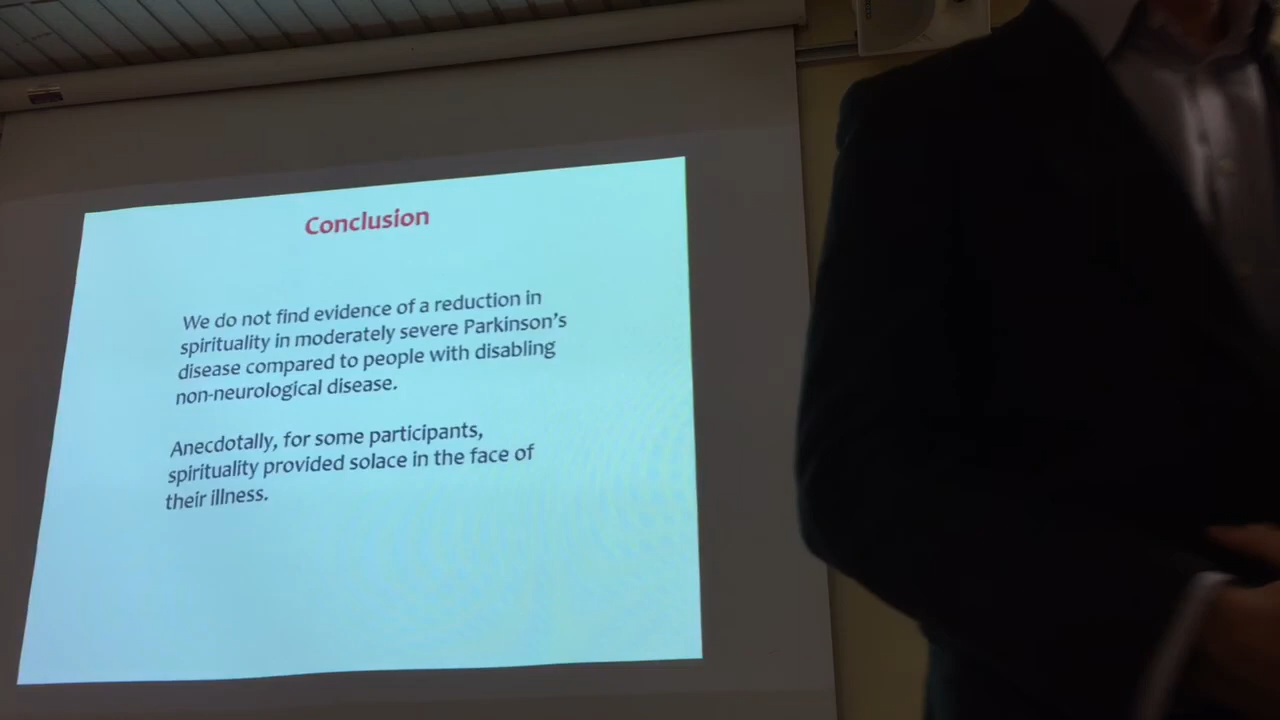 Conclusion
We do not find evidence of a reduction in
spirituality in moderately severe Parkinson's
disease compared to people with disabling
non-neurological disease.
Anecdotally, for some participants,
spirituality provided solace in the face of
their illness.